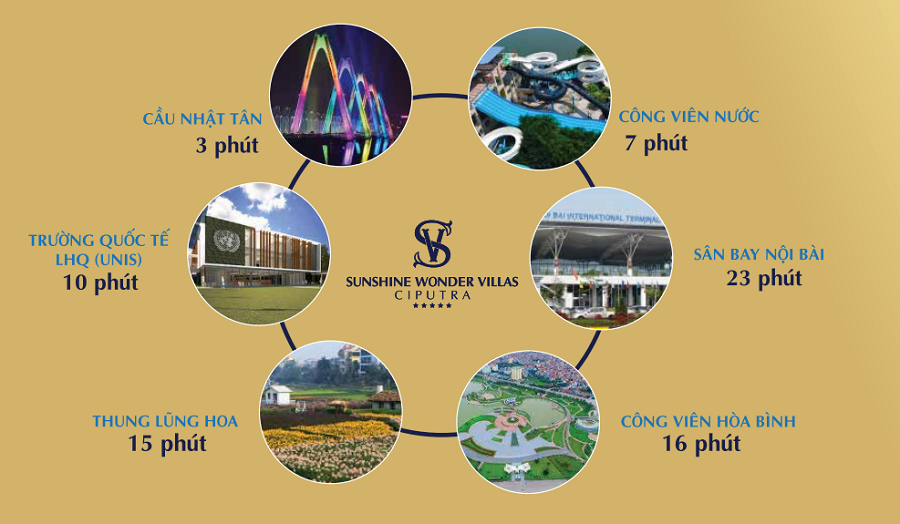 CẦU NHẬT TÂN
3 phút
CÔNG VIÊN NƯỚC
7 phút
TRƯỜNG QUỐC TẾ
LHQ (UNIS)
10 phút
SUNSHINE WONDER VILLAS
CIPUTRA
BAI INTERNATIONAL TERMINAL
SÂN BAY NỘI BÀI
23 phút
THUNG LŨNG HOA
15 phút
CÔNG VIÊN HÒA BÌNH
16 phút